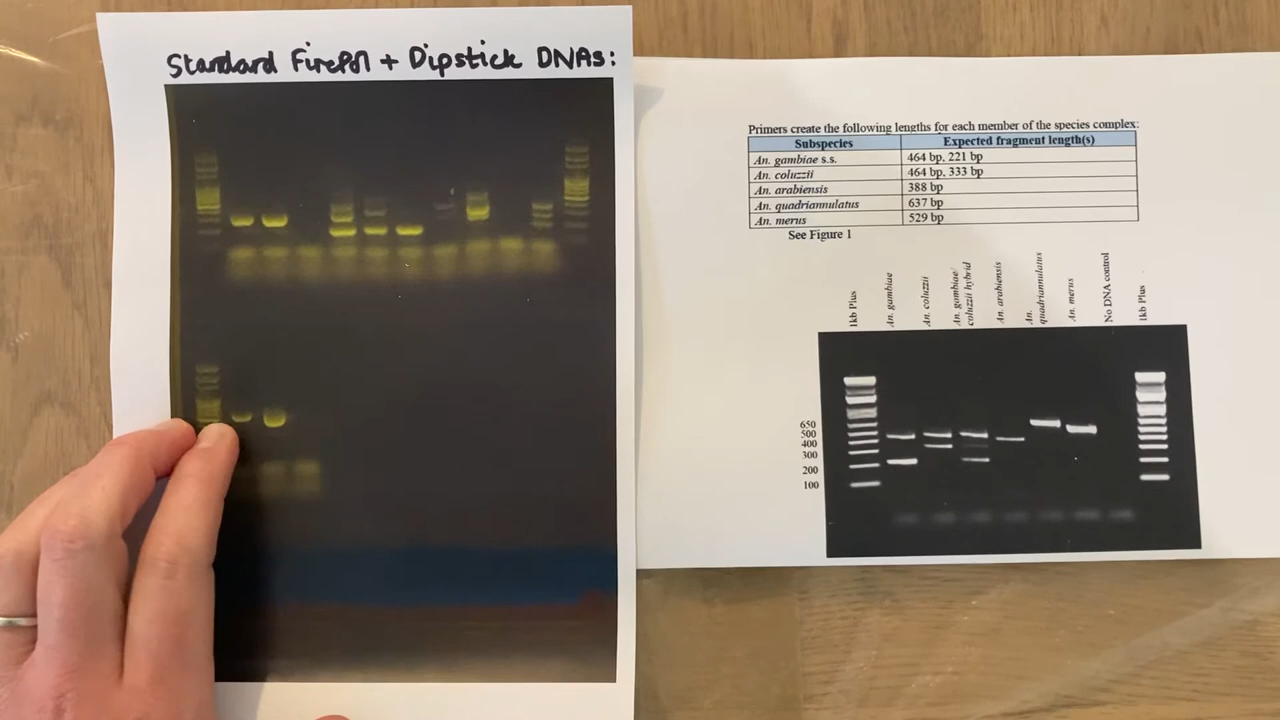 Standard FirePol + Dipstick DNAs:
Primers create the following lengths for each member of the species complex:
Subspecies Expected fragment length(s)
An. gambiae s.s. 464 bp, 221 bp
An. coluzzii 464 bp, 333 bp
An. arabiensis 388 bp
An. quadriannulatus 637 bp
An. merus 529 bp
See Figure 1
1kb Plus
An. gambiae
An. coluzzii
An. gambiae/
coluzzii hybrid
An. arabiensis
An.
quadriannulatus
An. merus
No DNA control
1kb Plus
650
500
400
300
200
100